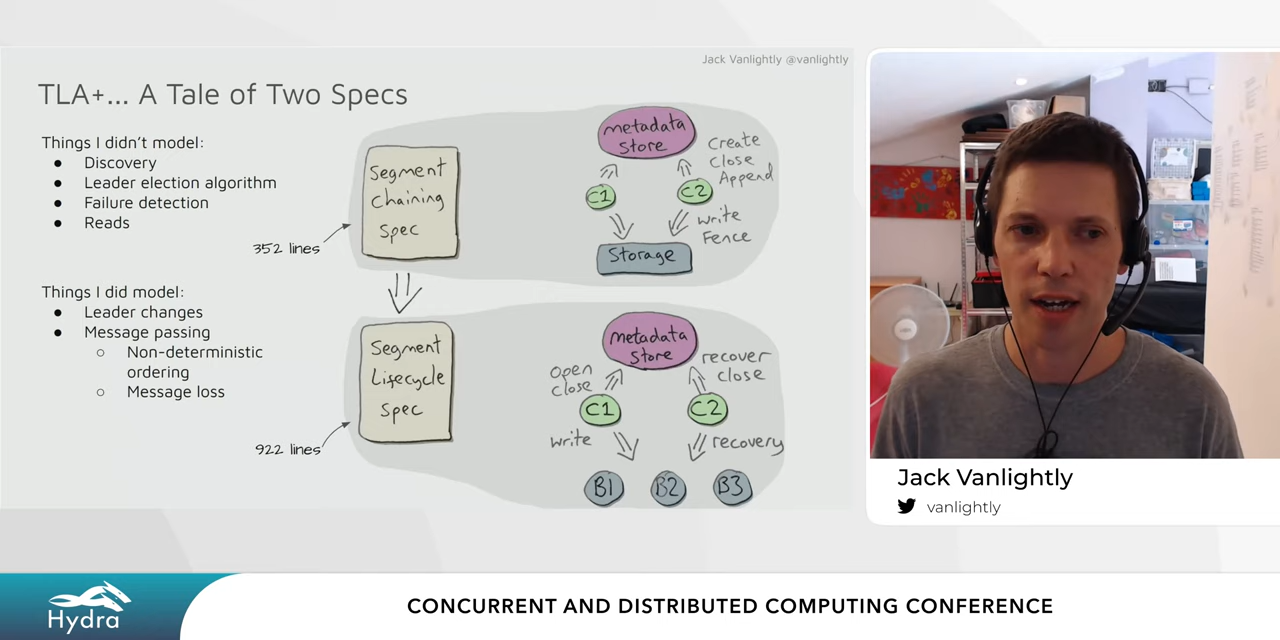 Jack Vanlightly @vanlightly
TLA+... A Tale of Two Specs
Things I didn't model:
● Discovery
● Leader election algorithm
● Failure detection
● Reads
352 lines
Segment
Chaining
Spec
metadata
store
C1
C2
Create
Close
Append
write
Fence
Storage
Things I did model:
● Leader changes
● Message passing
○ Non-deterministic
ordering
○ Message loss
922 lines
Segment
Lifecycle
Spec
metadata
store
Open
close
recover
close
C1
C2
write
recovery
B1
B2
B3
Jack Vanlightly
vanlightly
Hydra
CONCURRENT AND DISTRIBUTED COMPUTING CONFERENCE